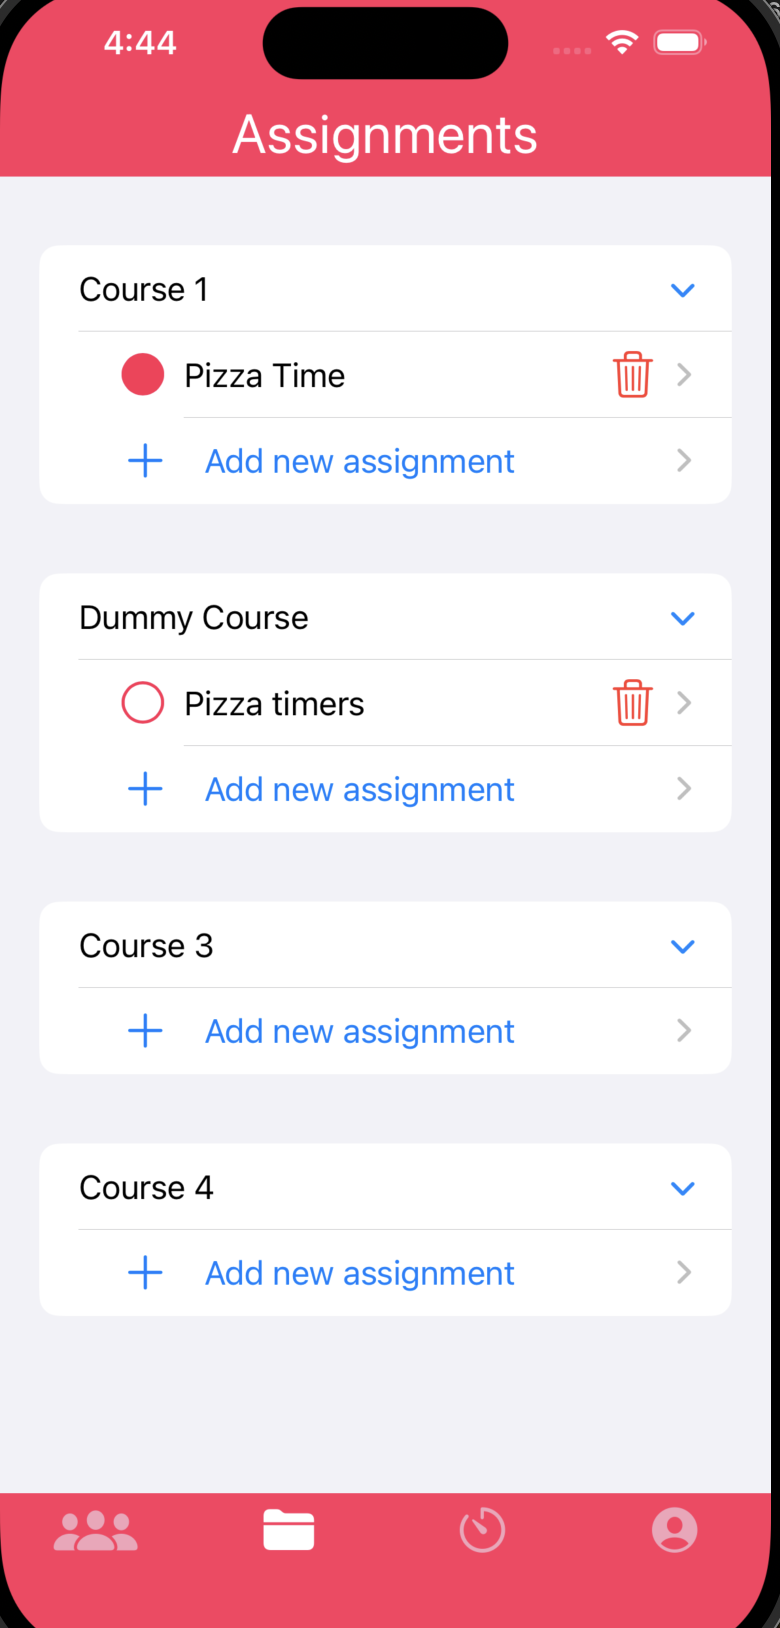 4:44
Assignments
Course 1
Pizza Time
Add new assignment
Dummy Course
Pizza timers
Add new assignment
Course 3
Add new assignment
Course 4
Add new assignment